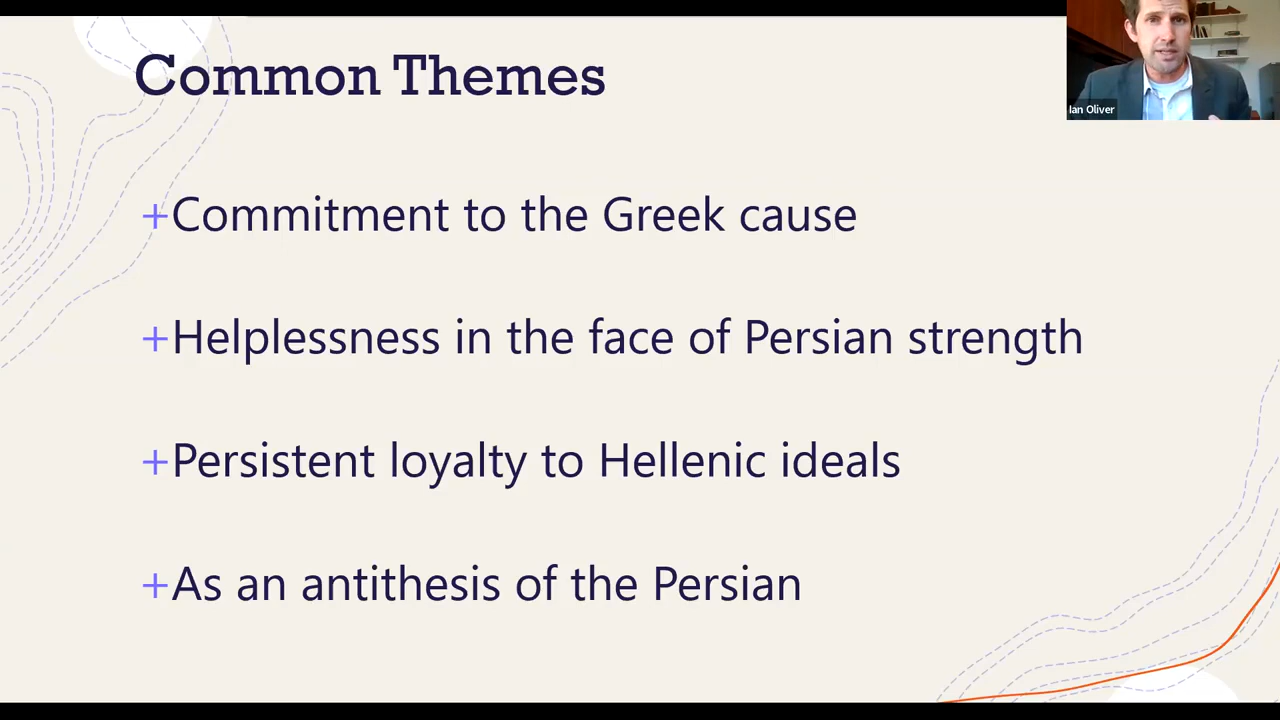 Common Themes
Ian Oliver
+Commitment to the Greek cause
+Helplessness in the face of Persian strength
+Persistent loyalty to Hellenic ideals
+As an antithesis of the Persian